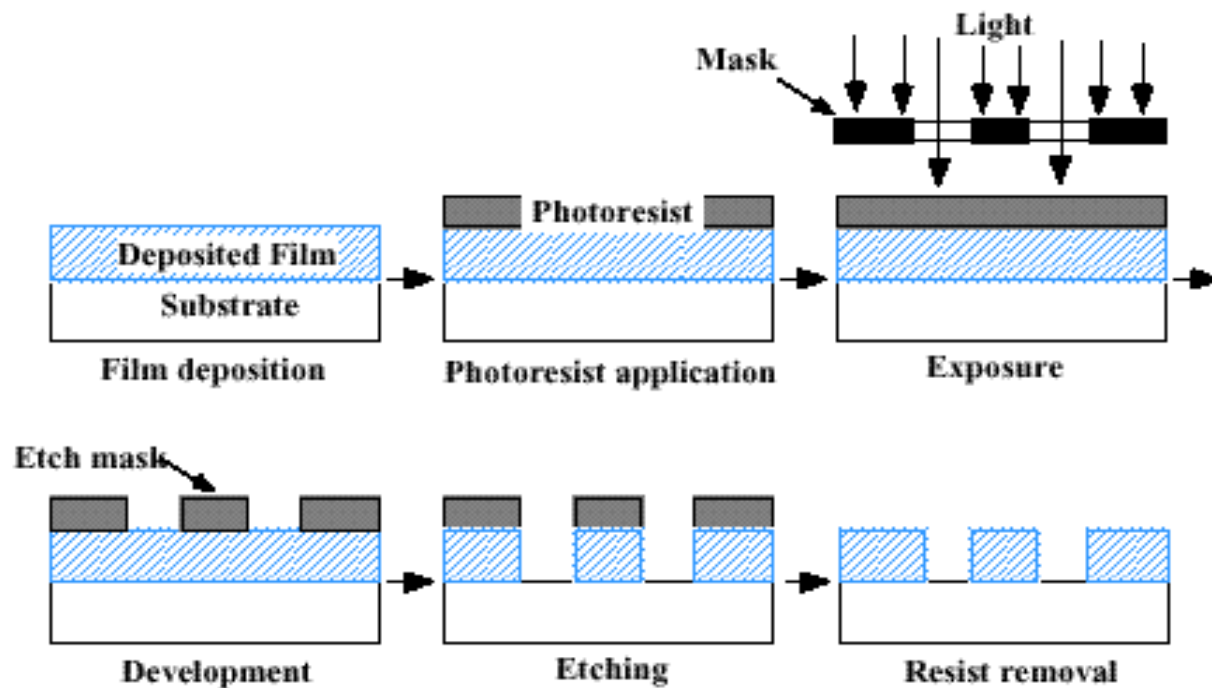 Light
Mask
Photoresist
Deposited Film
Substrate
Film deposition
Photoresist application
Exposure
Etch mask
Development
Etching
Resist removal